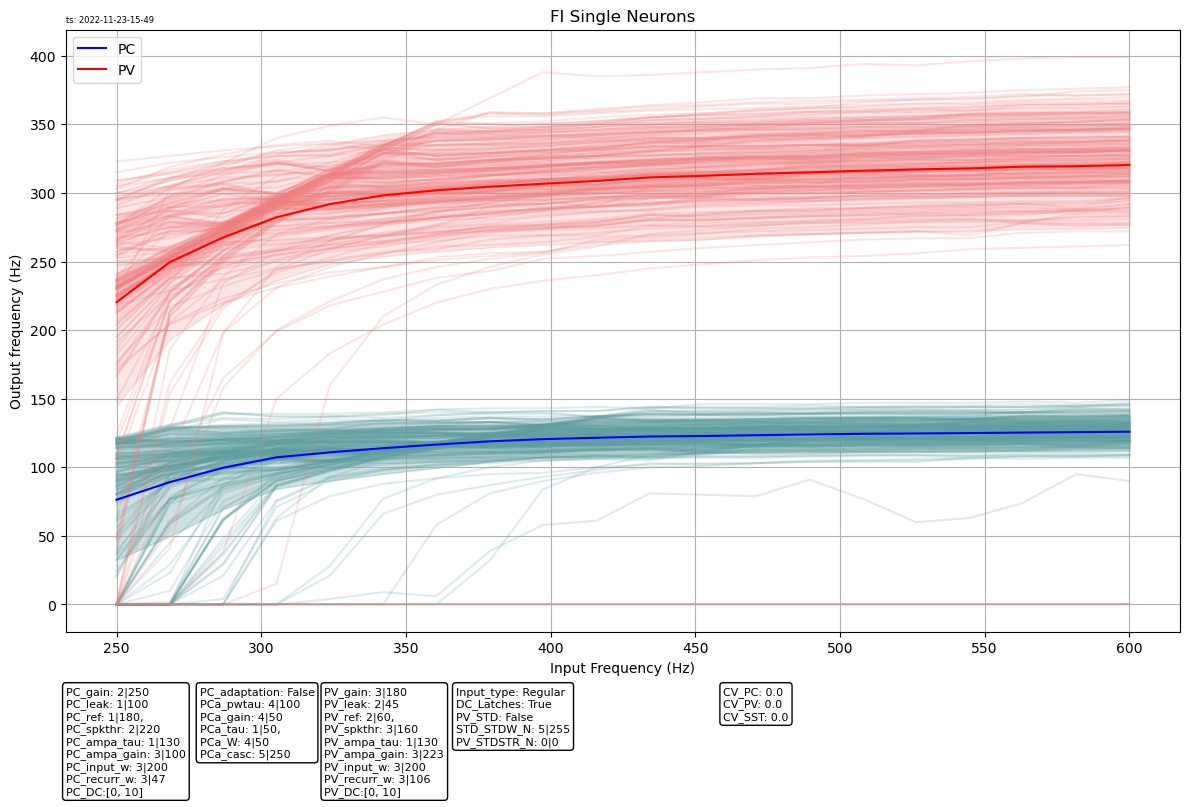 ts: 2022-11-23-15-49
FI Single Neurons
PC
PV
400
350
300
250
200
150
100
50
0
Output frequency (Hz)
250
300
350
400
450
500
550
600
Input Frequency (Hz)
PC_gain: 2|250
PC_leak: 1|100
PC_ref: 1|180,
PC_spkthr: 2|220
PC_ampa_tau: 1|130
PC_ampa_gain: 3|100
PC_input_w: 3|200
PC_recurr_w: 3|47
PC_DC:[0, 10]
PC_adaptation: False
PCa_pwtau: 4|100
PCa_gain: 4|50
PCa_tau: 1|50,
PCa_W: 4|50
PCa_casc: 5|250
PV_gain: 3|180
PV_leak: 2|45
PV_ref: 2|60,
PV_spkthr: 3|160
PV_ampa_tau: 1|130
PV_ampa_gain: 3|223
PV_input_w: 3|200
PV_recurr_w: 3|106
PV_DC:[0, 10]
Input_type: Regular
DC_Latches: True
PV_STD: False
STD_STDW_N: 5|255
PV_STDSTR_N: 0|0
CV_PC: 0.0
CV_PV: 0.0
CV_SST: 0.0